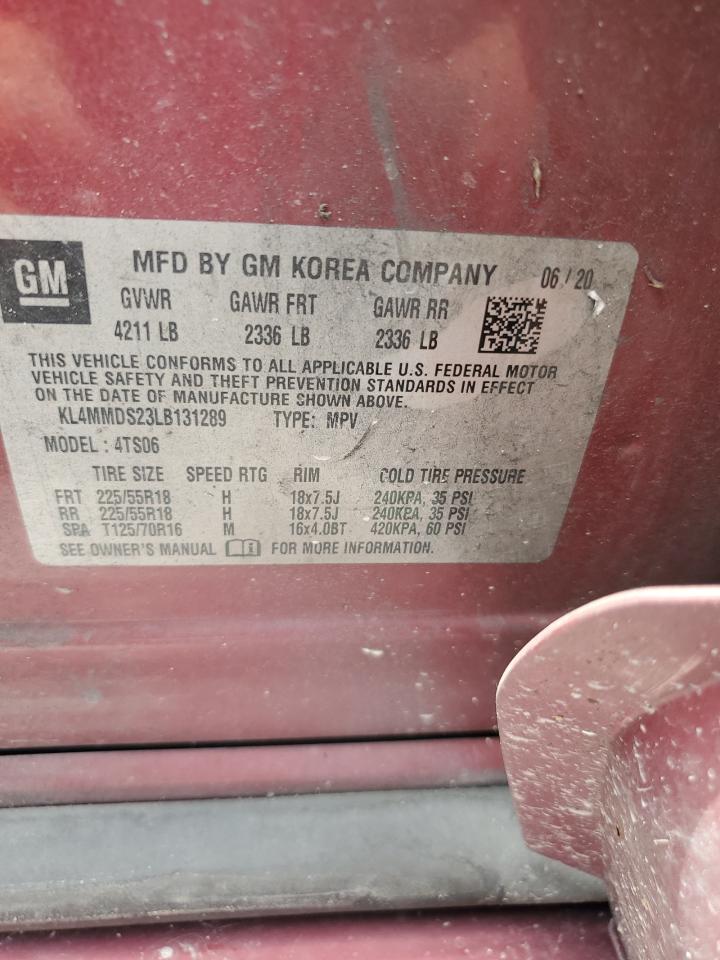 GM
MFD BY GM KOREA COMPANY 06/20
GVWR GAWR FRT GAWR RR
4211 LB 2336 LB 2336 LB
THIS VEHICLE CONFORMS TO ALL APPLICABLE U.S. FEDERAL MOTOR
VEHICLE SAFETY AND THEFT PREVENTION STANDARDS IN EFFECT
ON THE DATE OF MANUFACTURE SHOWN ABOVE.
KL4MMDS23LB131289 TYPE: MPV
MODEL: 4TS06
TIRE SIZE SPEED RTG RIM COLD TIRE PRESSURE
FRT 225/55R18 H 18x7.5J 240KPA, 35 PSI
RR 225/55R18 H 18x7.5J 240KPA, 35 PSI
SPA T125/70R16 M 16x4.0BT 420KPA, 60 PSI
SEE OWNER'S MANUAL FOR MORE INFORMATION.